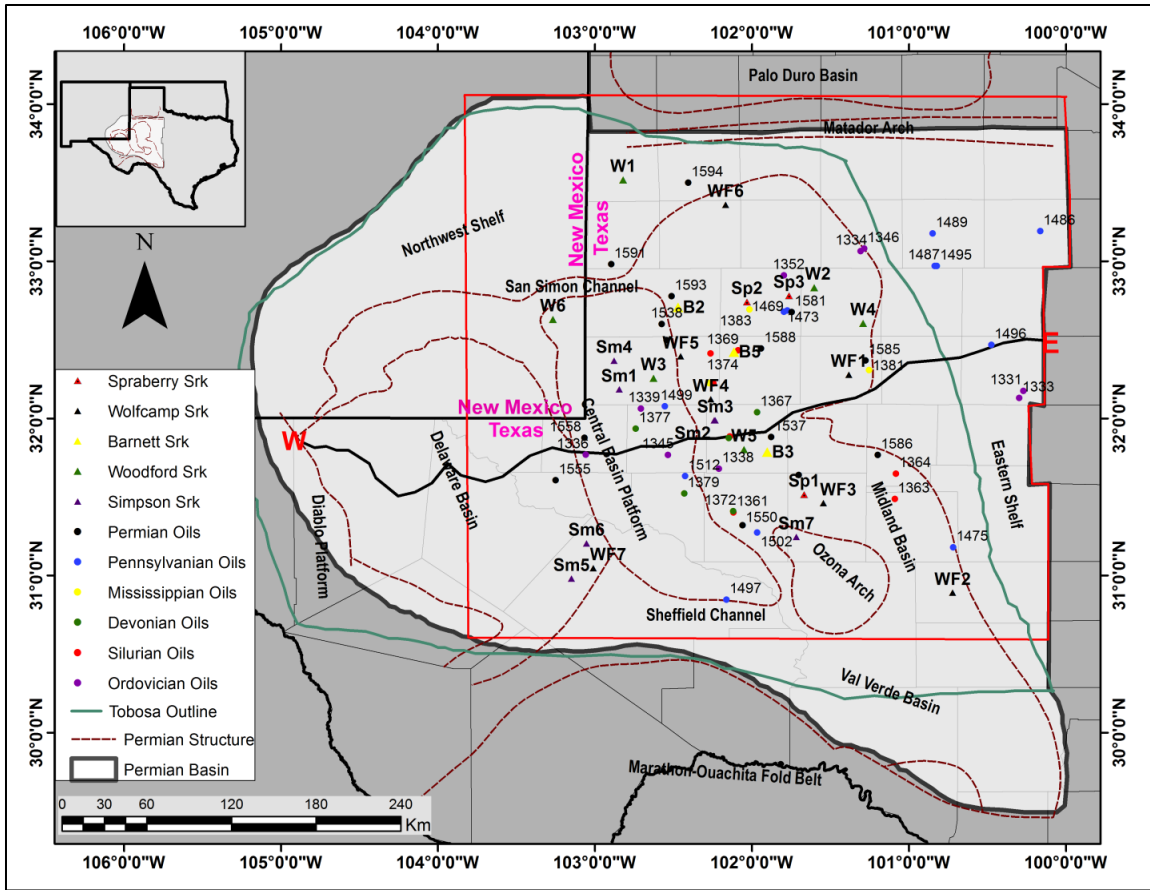 106°0'0"W
105°0'0"W
104°0'0"W
103°0'0"W
102°0'0"W
101°0'0"W
100°0'0"W
34°0'0"N
33°0'0"N
32°0'0"N
31°0'0"N
30°0'0"N
34°0'0"N
33°0'0"N
32°0'0"N
31°0'0"N
30°0'0"N
Palo Duro Basin
Matador Arch
N
W1
1594
WF6
New Mexico
Texas
Northwest Shelf
1591
San Simon Channel
W6
1593
B2
1538
1334
1346
1489
1486
1487
1495
1352
W2
Sp2
Sp3
1469
1581
1473
1383
W4
Sm4
WF5
1369
B5
1588
1374
WF1
1585
1381
1496
E
Sm1
W3
WF4
1339
1499
1377
Sm3
1367
1331
1333
New Mexico
Texas
W
1558
1336
1345
Sm2
W5
1537
B3
1338
1586
1364
1555
1512
1379
Sp1
WF3
1363
1372
1361
1550
1502
Sm7
1475
Sm6
WF7
Sm5
WF2
1497
Delaware Basin
Central Basin Platform
Diablo Platform
Midland Basin
Eastern Shelf
Ozona Arch
Sheffield Channel
Val Verde Basin
Marathon-Ouachita Fold Belt
Spraberry Srk
Wolfcamp Srk
Barnett Srk
Woodford Srk
Simpson Srk
Permian Oils
Pennsylvanian Oils
Mississippian Oils
Devonian Oils
Silurian Oils
Ordovician Oils
Tobosa Outline
Permian Structure
Permian Basin
0 30 60 120 180 240
Km
106°0'0"W
105°0'0"W
104°0'0"W
103°0'0"W
102°0'0"W
101°0'0"W
100°0'0"W